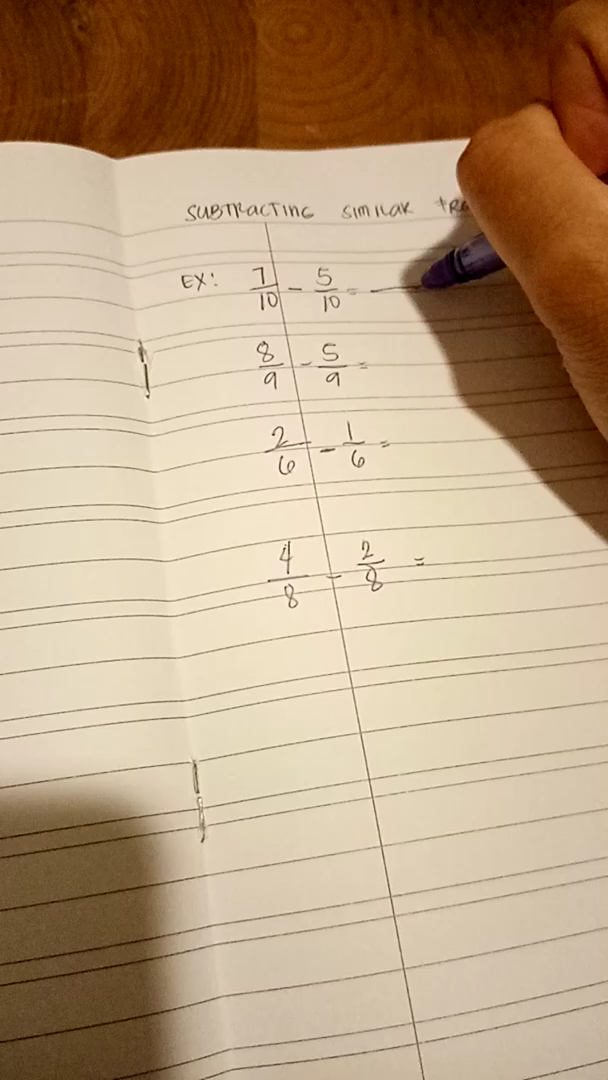 SUBTRACTING SIMILAR
EX: 7/10 - 5/10 =
8/9 - 5/9 =
2/6 - 1/6 =
4/8 - 2/8 =